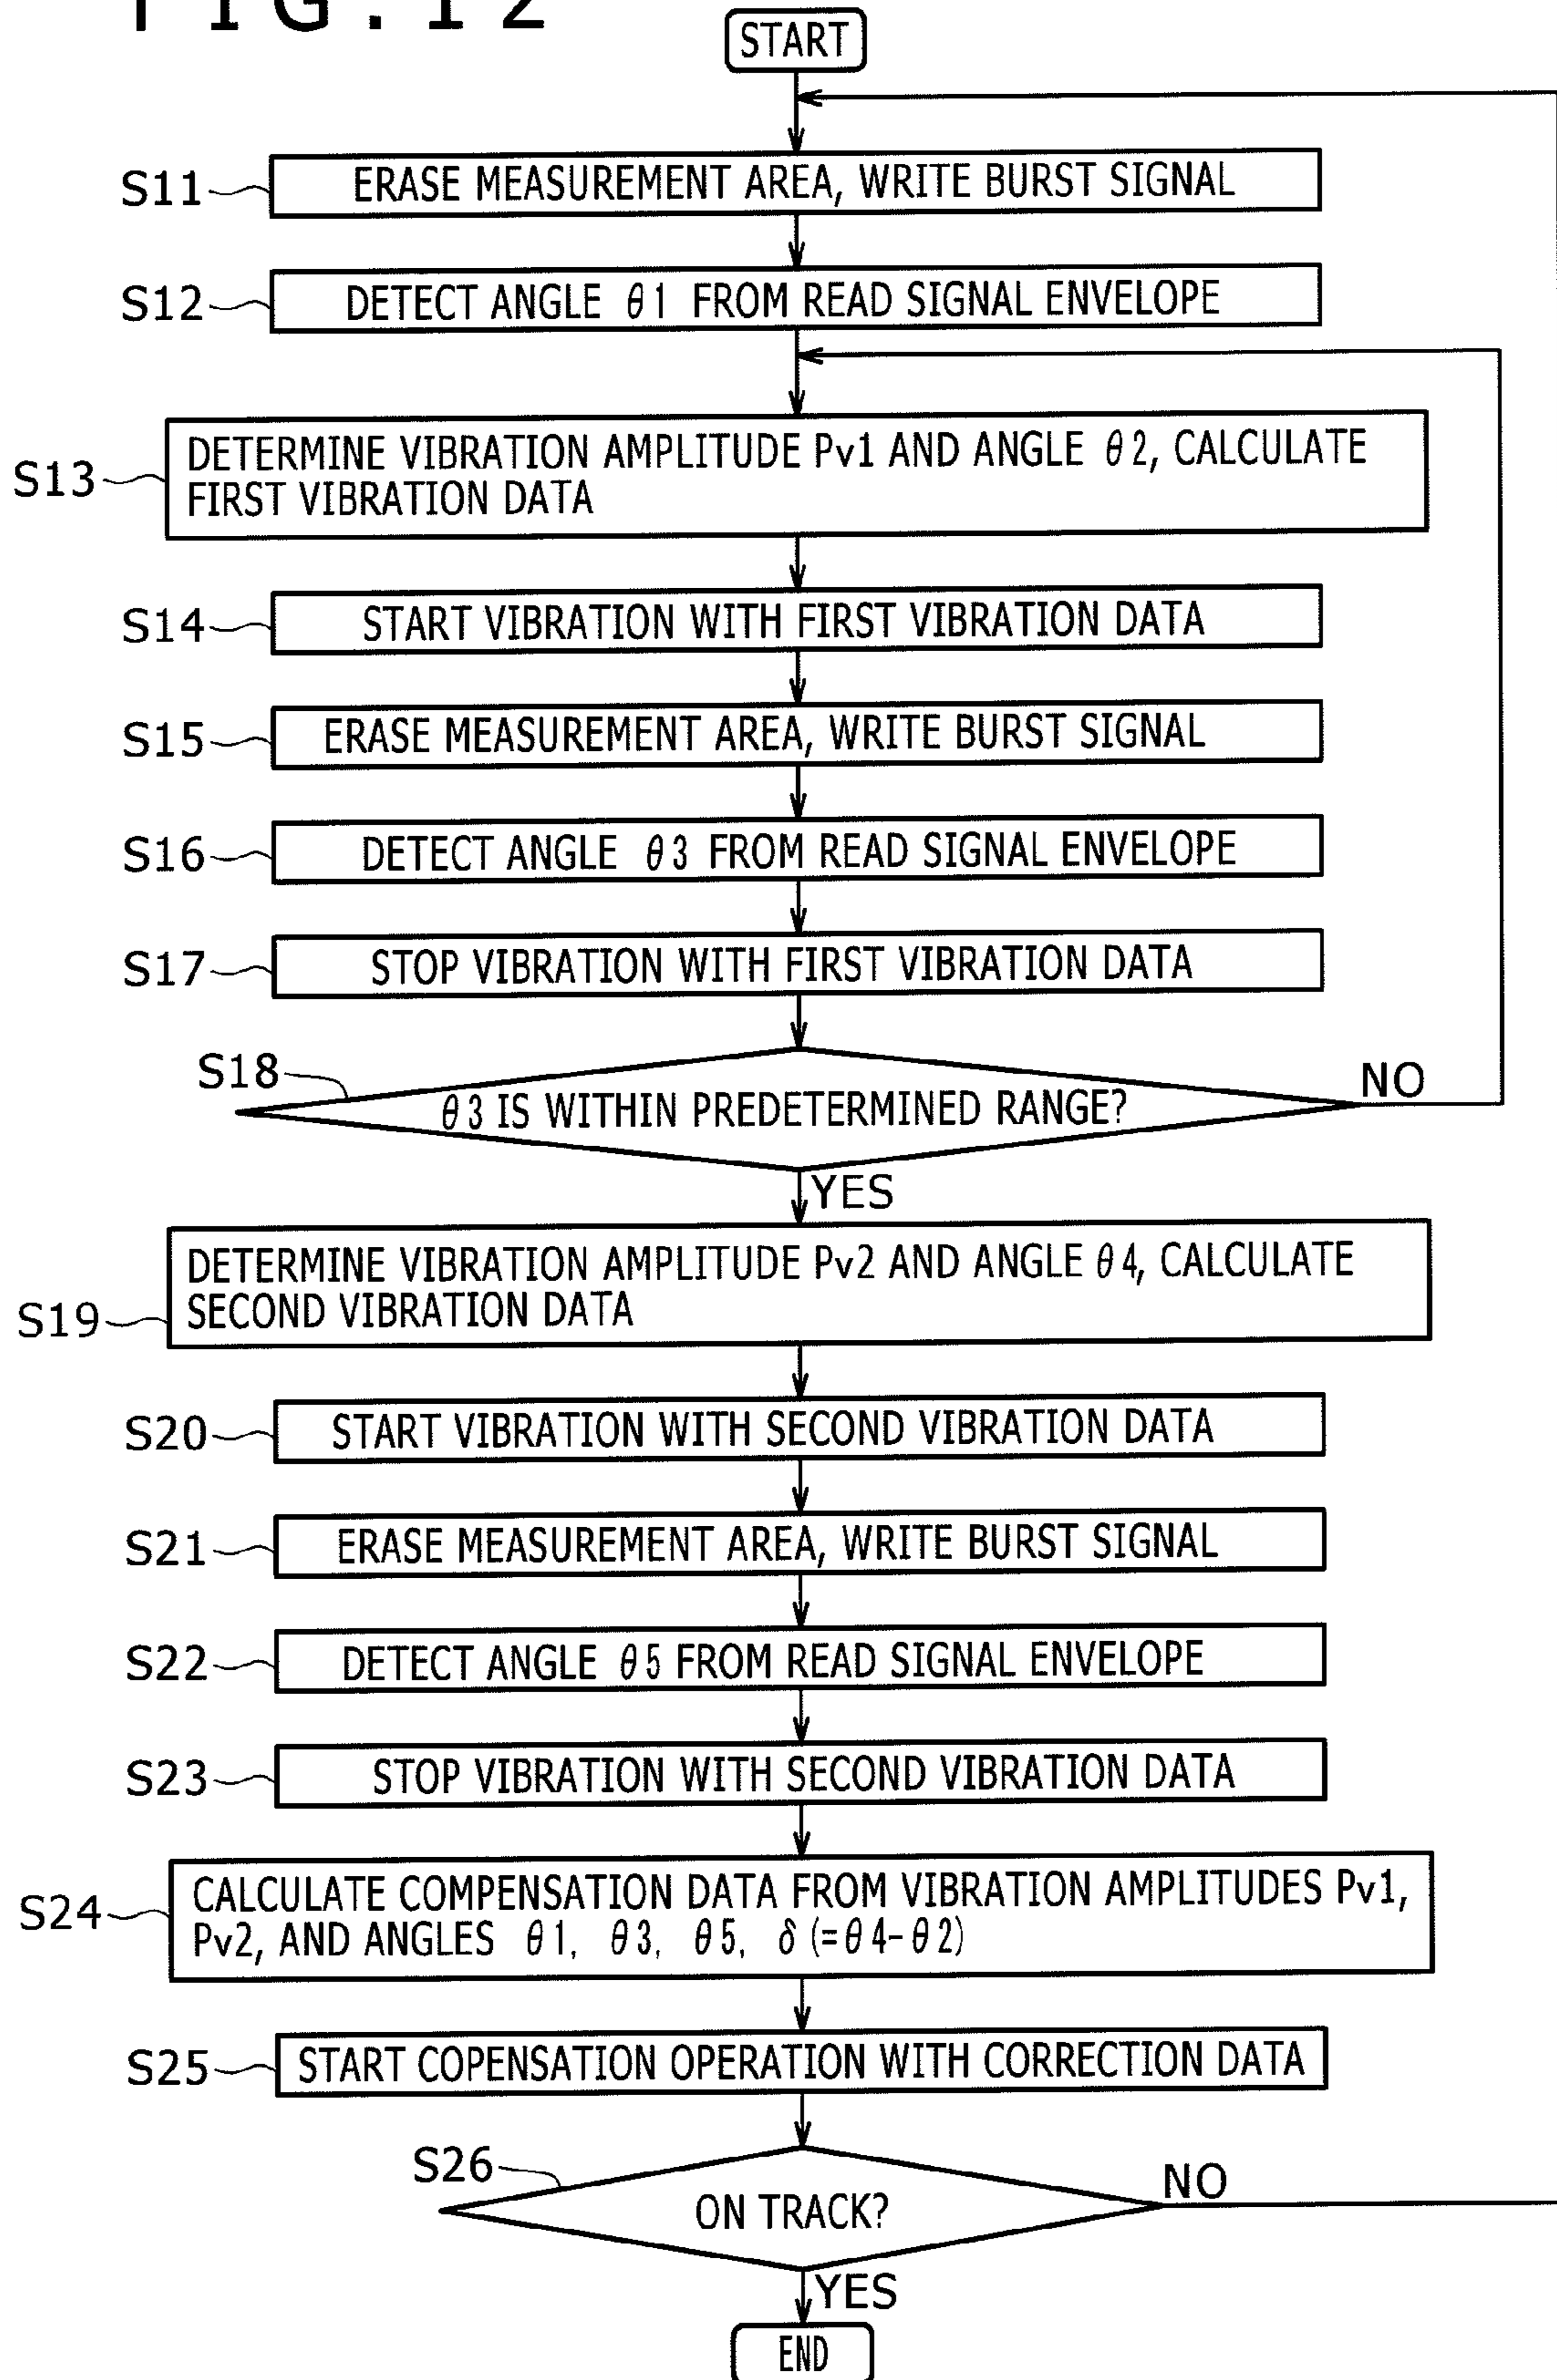 FIG.12
START
S11
ERASE MEASUREMENT AREA, WRITE BURST SIGNAL
S12
DETECT ANGLE θ1 FROM READ SIGNAL ENVELOPE
S13
DETERMINE VIBRATION AMPLITUDE Pv1 AND ANGLE θ2, CALCULATE
FIRST VIBRATION DATA
S14
START VIBRATION WITH FIRST VIBRATION DATA
S15
ERASE MEASUREMENT AREA, WRITE BURST SIGNAL
S16
DETECT ANGLE θ3 FROM READ SIGNAL ENVELOPE
S17
STOP VIBRATION WITH FIRST VIBRATION DATA
S18
θ3 IS WITHIN PREDETERMINED RANGE?
NO
YES
S19
DETERMINE VIBRATION AMPLITUDE Pv2 AND ANGLE θ4, CALCULATE
SECOND VIBRATION DATA
S20
START VIBRATION WITH SECOND VIBRATION DATA
S21
ERASE MEASUREMENT AREA, WRITE BURST SIGNAL
S22
DETECT ANGLE θ5 FROM READ SIGNAL ENVELOPE
S23
STOP VIBRATION WITH SECOND VIBRATION DATA
S24
CALCULATE COMPENSATION DATA FROM VIBRATION AMPLITUDES Pv1,
Pv2, AND ANGLES θ1, θ3, θ5, δ(=θ4-θ2)
S25
START COPENSATION OPERATION WITH CORRECTION DATA
S26
ON TRACK?
NO
YES
END